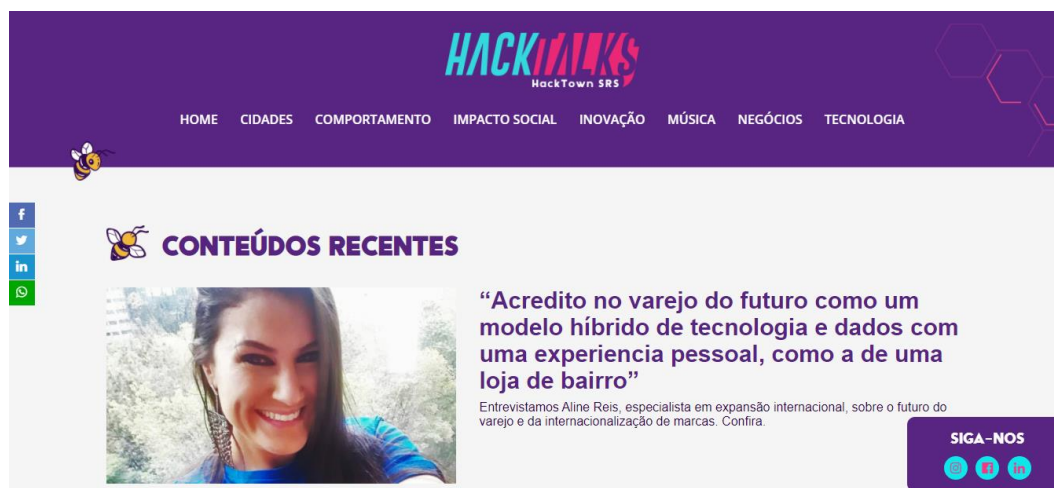 HACKTALKS
HackTown SRS
HOME CIDADES COMPORTAMENTO IMPACTO SOCIAL INOVAÇÃO MÚSICA NEGÓCIOS TECNOLOGIA
f
in
CONTEÚDOS RECENTES
“Acredito no varejo do futuro como um
modelo híbrido de tecnologia e dados com
uma experiencia pessoal, como a de uma
loja de bairro”
Entrevistamos Aline Reis, especialista em expansão internacional, sobre o futuro do
varejo e da internacionalização de marcas. Confira.
SIGA-NOS
in